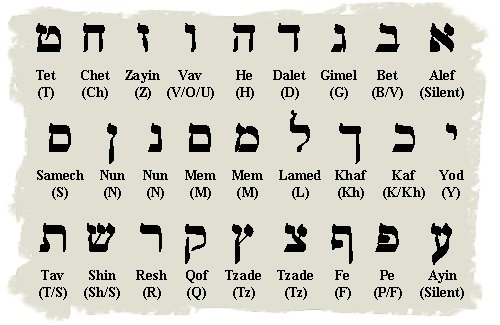 א ב ג ד ה ו ז ח ט
Tet Chet Zayin Vav He Dalet Gimel Bet Alef
(T) (Ch) (Z) (V/O/U) (H) (D) (G) (B/V) (Silent)
י כ ך ל מ ם נ ן ס
Samech Nun Nun Mem Mem Lamed Khaf Kaf Yod
(S) (N) (N) (M) (M) (L) (Kh) (K/Kh) (Y)
ע פ ף צ ץ ק ר ש ת
Tav Shin Resh Qof Tzade Tzade Fe Pe Ayin
(T/S) (Sh/S) (R) (Q) (Tz) (Tz) (F) (P/F) (Silent)